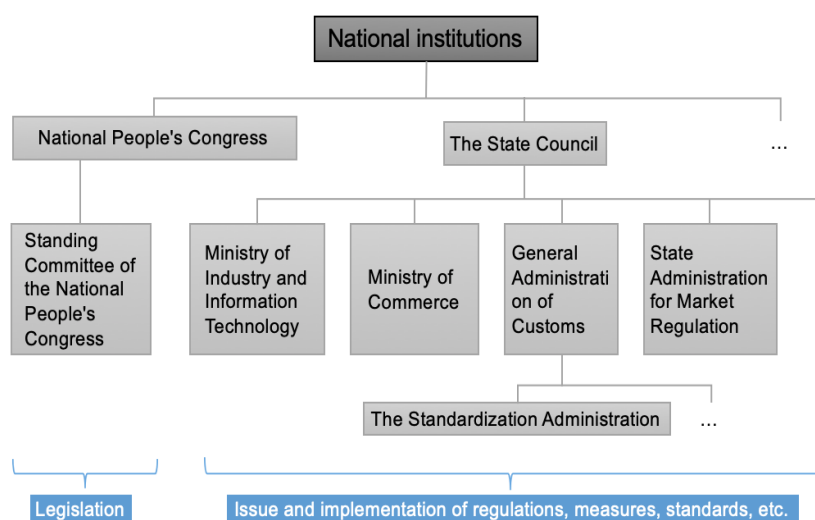 National institutions
National People's Congress
The State Council
...
Standing
Committee of
the National
People's
Congress
Ministry of
Industry and
Information
Technology
Ministry of
Commerce
General
Administrati
on of
Customs
State
Administration
for Market
Regulation
The Standardization Administration
...
Legislation
Issue and implementation of regulations, measures, standards, etc.